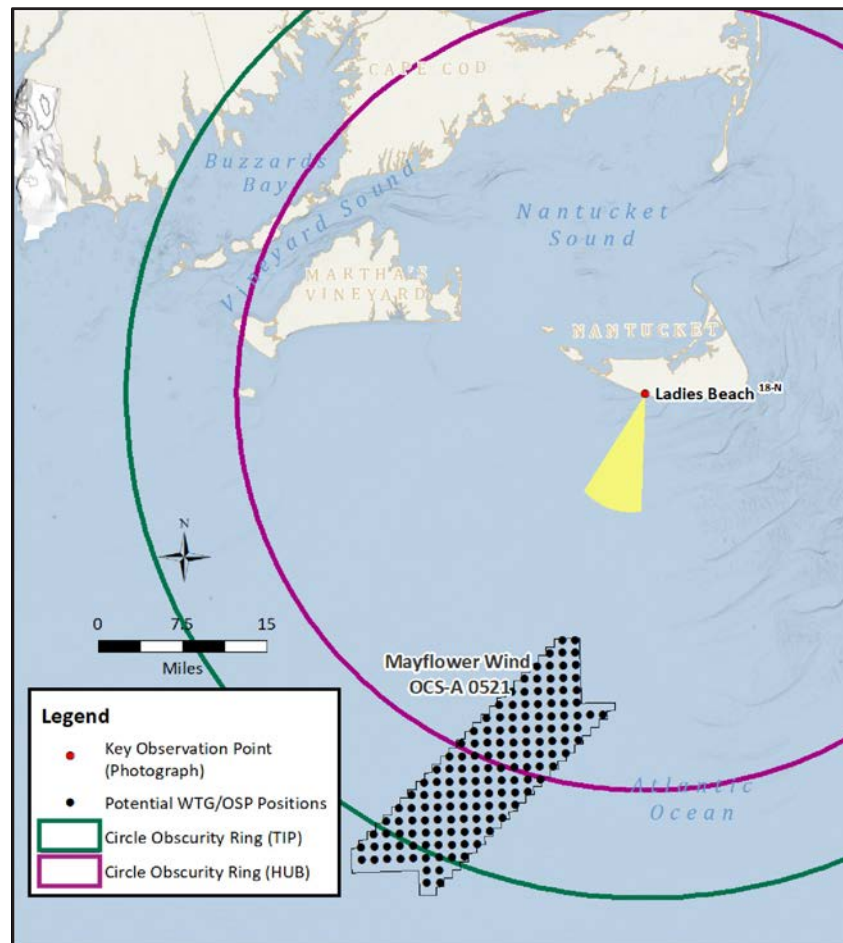 CAPE COD
Buzzards
Bay
Vineyard Sound
Nantucket
Sound
MARTHA'S
VINEYARD
NANTUCKET
Ladies Beach 18-N
N
0 7.5 15
Miles
Mayflower Wind
OCS-A 0521
Atlantic
Ocean
Legend
Key Observation Point
(Photograph)
Potential WTG/OSP Positions
Circle Obscurity Ring (TIP)
Circle Obscurity Ring (HUB)